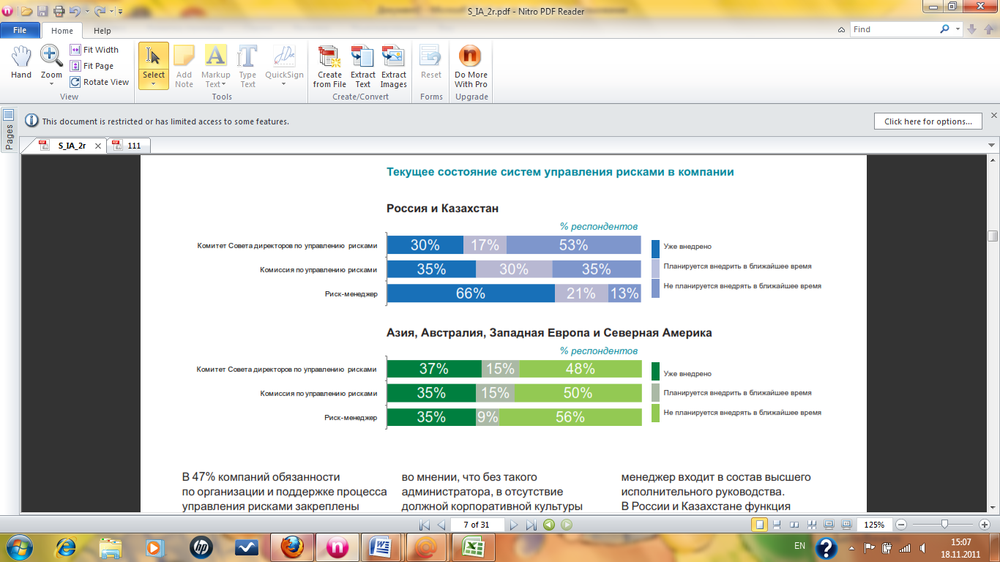 S_IA_2r.pdf - Nitro PDF Reader
File
Home
Help
Find
Hand
Zoom
Fit Width
Fit Page
Rotate View
Select
Add Note
Markup Text
Type Text
QuickSign
Create from File
Extract Text
Extract Images
Reset
Do More With Pro
View
Tools
Create/Convert
Forms
Upgrade
This document is restricted or has limited access to some features.
Click here for options...
Pages
S_IA_2r
111
Текущее состояние систем управления рисками в компании
Россия и Казахстан
% респондентов
Комитет Совета директоров по управлению рисками
30% 17% 53%
Комиссия по управлению рисками
35% 30% 35%
Риск-менеджер
66% 21% 13%
Уже внедрено
Планируется внедрить в ближайшее время
Не планируется внедрять в ближайшее время
Азия, Австралия, Западная Европа и Северная Америка
% респондентов
Комитет Совета директоров по управлению рисками
37% 15% 48%
Комиссия по управлению рисками
35% 15% 50%
Риск-менеджер
35% 9% 56%
Уже внедрено
Планируется внедрить в ближайшее время
Не планируется внедрять в ближайшее время
В 47% компаний обязанности
по организации и поддержке процесса
управления рисками закреплены
во мнении, что без такого
администратора, в отсутствие
должной корпоративной культуры
менеджер входит в состав высшего
исполнительного руководства.
В России и Казахстане функция
7 of 31
125%
EN
15:07
18.11.2011